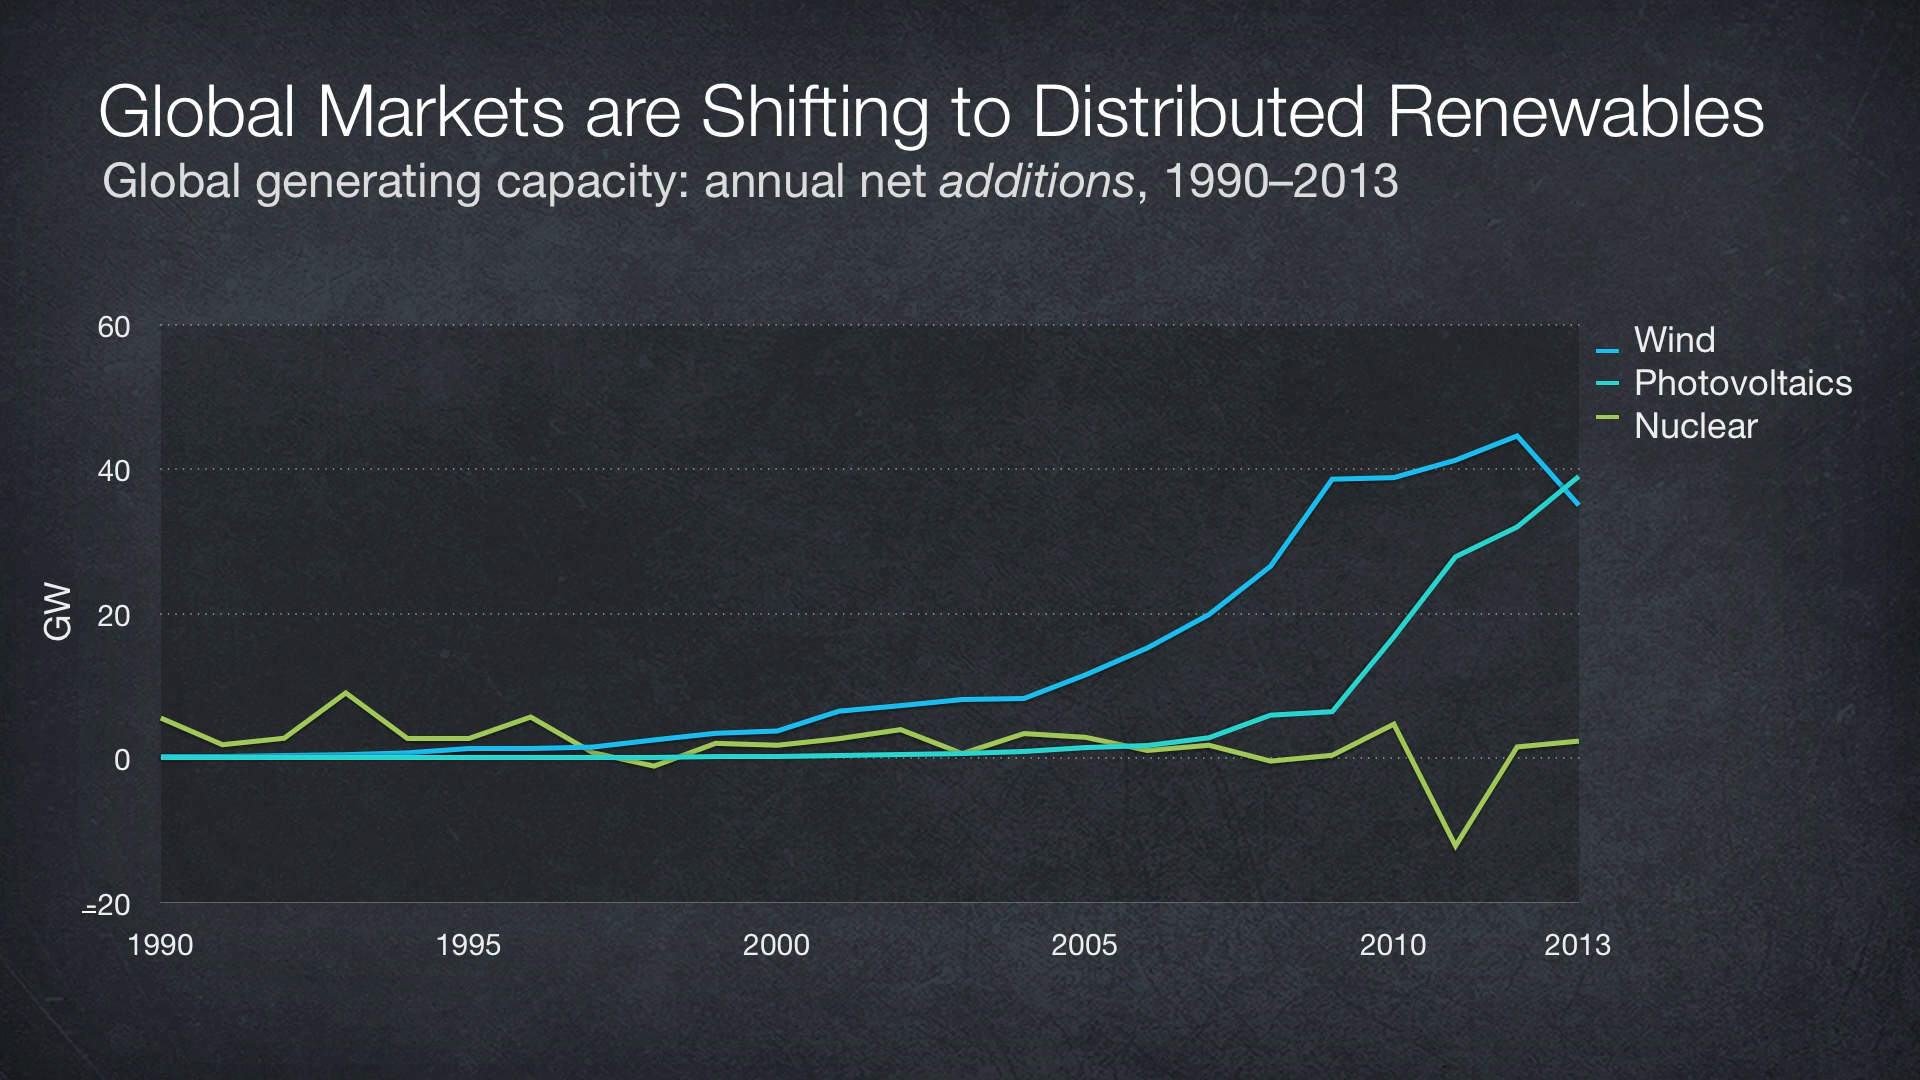 Global Markets are Shifting to Distributed Renewables
Global generating capacity: annual net additions, 1990–2013
60
40
20
0
–20
GW
1990 1995 2000 2005 2010 2013
Wind
Photovoltaics
Nuclear